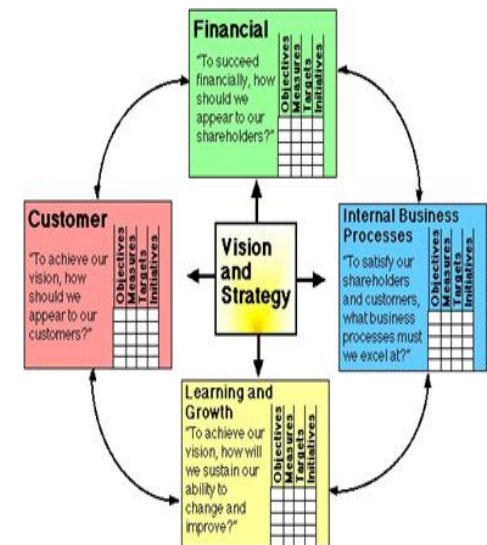 Financial
"To succeed
financially, how
should we
appear to our
shareholders?"
Objectives
Measures
Targets
Initiatives
Customer
"To achieve our
vision, how
should we
appear to our
customers?"
Objectives
Measures
Targets
Initiatives
Vision
and
Strategy
Internal Business
Processes
"To satisfy our
shareholders
and customers,
what business
processes must
we excel at?"
Objectives
Measures
Targets
Initiatives
Learning and
Growth
"To achieve our
vision, how will
we sustain our
ability to
change and
improve?"
Objectives
Measures
Targets
Initiatives